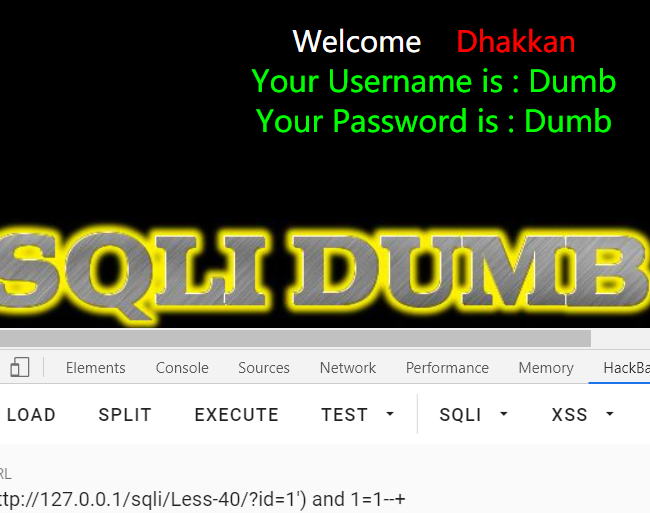 Welcome Dhakkan
Your Username is : Dumb
Your Password is : Dumb
SQLI DUMB
Elements Console Sources Network Performance Memory HackBa
LOAD SPLIT EXECUTE TEST SQLI XSS
RL
ttp://127.0.0.1/sqli/Less-40/?id=1') and 1=1--+